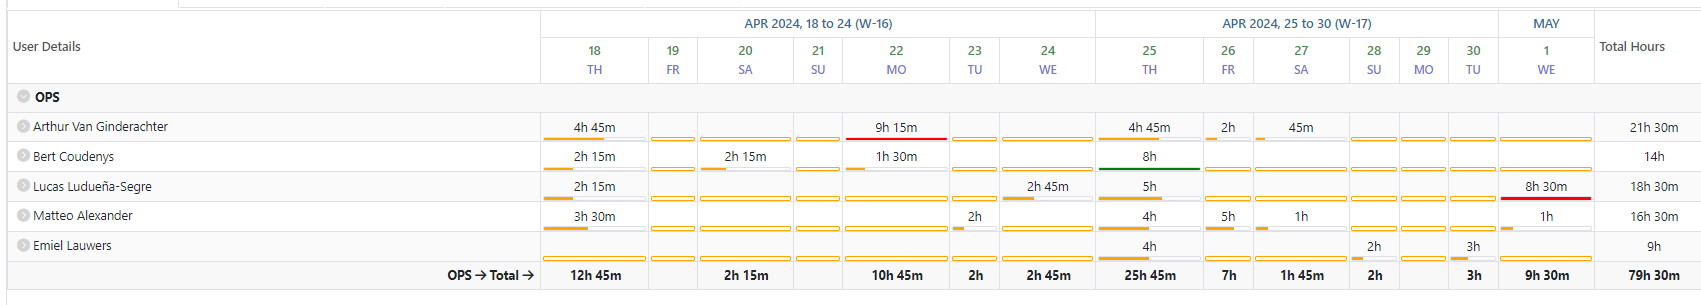 APR 2024, 18 to 24 (W-16) APR 2024, 25 to 30 (W-17) MAY
User Details 18 19 20 21 22 23 24 25 26 27 28 29 30 1 Total Hours
TH FR SA SU MO TU WE TH FR SA SU MO TU WE
OPS
Arthur Van Ginderachter 4h 45m 9h 15m 4h 45m 2h 45m 21h 30m
Bert Coudenys 2h 15m 2h 15m 1h 30m 8h 14h
Lucas Ludueña-Segre 2h 15m 2h 45m 5h 8h 30m 18h 30m
Matteo Alexander 3h 30m 2h 4h 5h 1h 1h 16h 30m
Emiel Lauwers 4h 2h 3h 9h
OPS → Total → 12h 45m 2h 15m 10h 45m 2h 2h 45m 25h 45m 7h 1h 45m 2h 3h 9h 30m 79h 30m